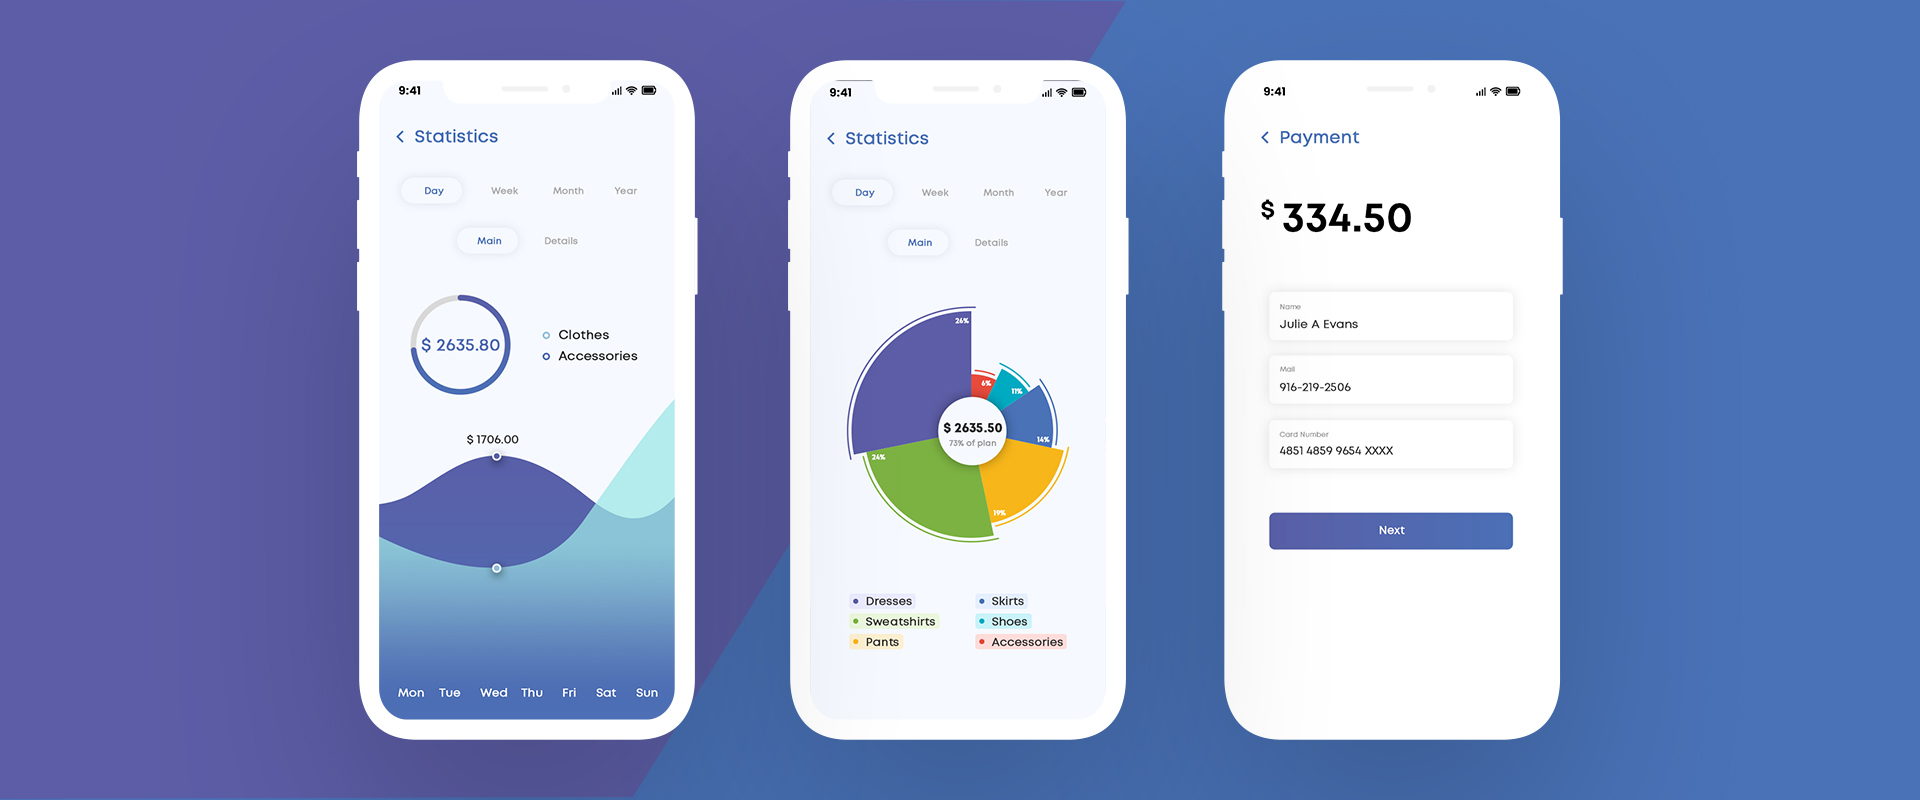 9:41
Statistics
Day Week Month Year
Main Details
$ 2635.80
Clothes
Accessories
$ 1706.00
Mon Tue Wed Thu Fri Sat Sun
9:41
Statistics
Day Week Month Year
Main Details
26%
6%
11%
14%
$ 2635.50
73% of plan
24%
19%
Dresses Skirts
Sweatshirts Shoes
Pants Accessories
9:41
Payment
$ 334.50
Name
Julie A Evans
Mail
916-219-2506
Card Number
4851 4859 9654 XXXX
Next